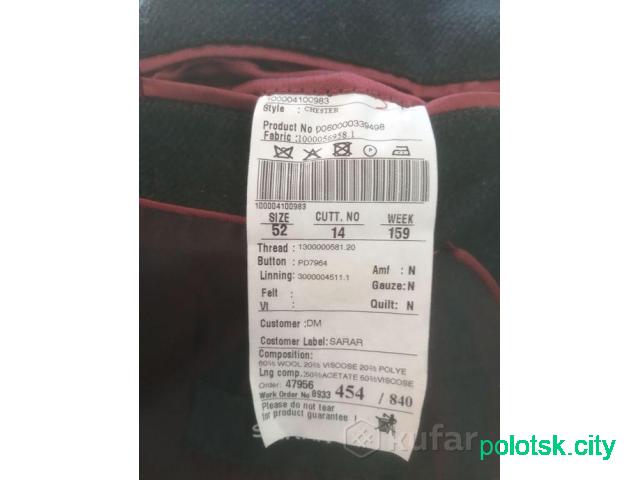 100004100983
Style : CHESTER
Product No P060000339498
Fabric :1000056958.1
100004100983
SIZE CUTT. NO WEEK
52 14 159
Thread : 1300000581.20
Button : PD7964
Linning: 3000004511.1 Amf : N
Felt : Gauze: N
Vt : Quilt: N
Customer :DM
Costomer Label: SARAR
Composition:
60% WOOL 20% VISCOSE 20% POLYE
Lng comp.:50%ACETATE 50%VISCOSE
Order: 47956
Work Order No 8933 454 / 840
Please do not tear
for product guarantee !
kufar
polotsk.city